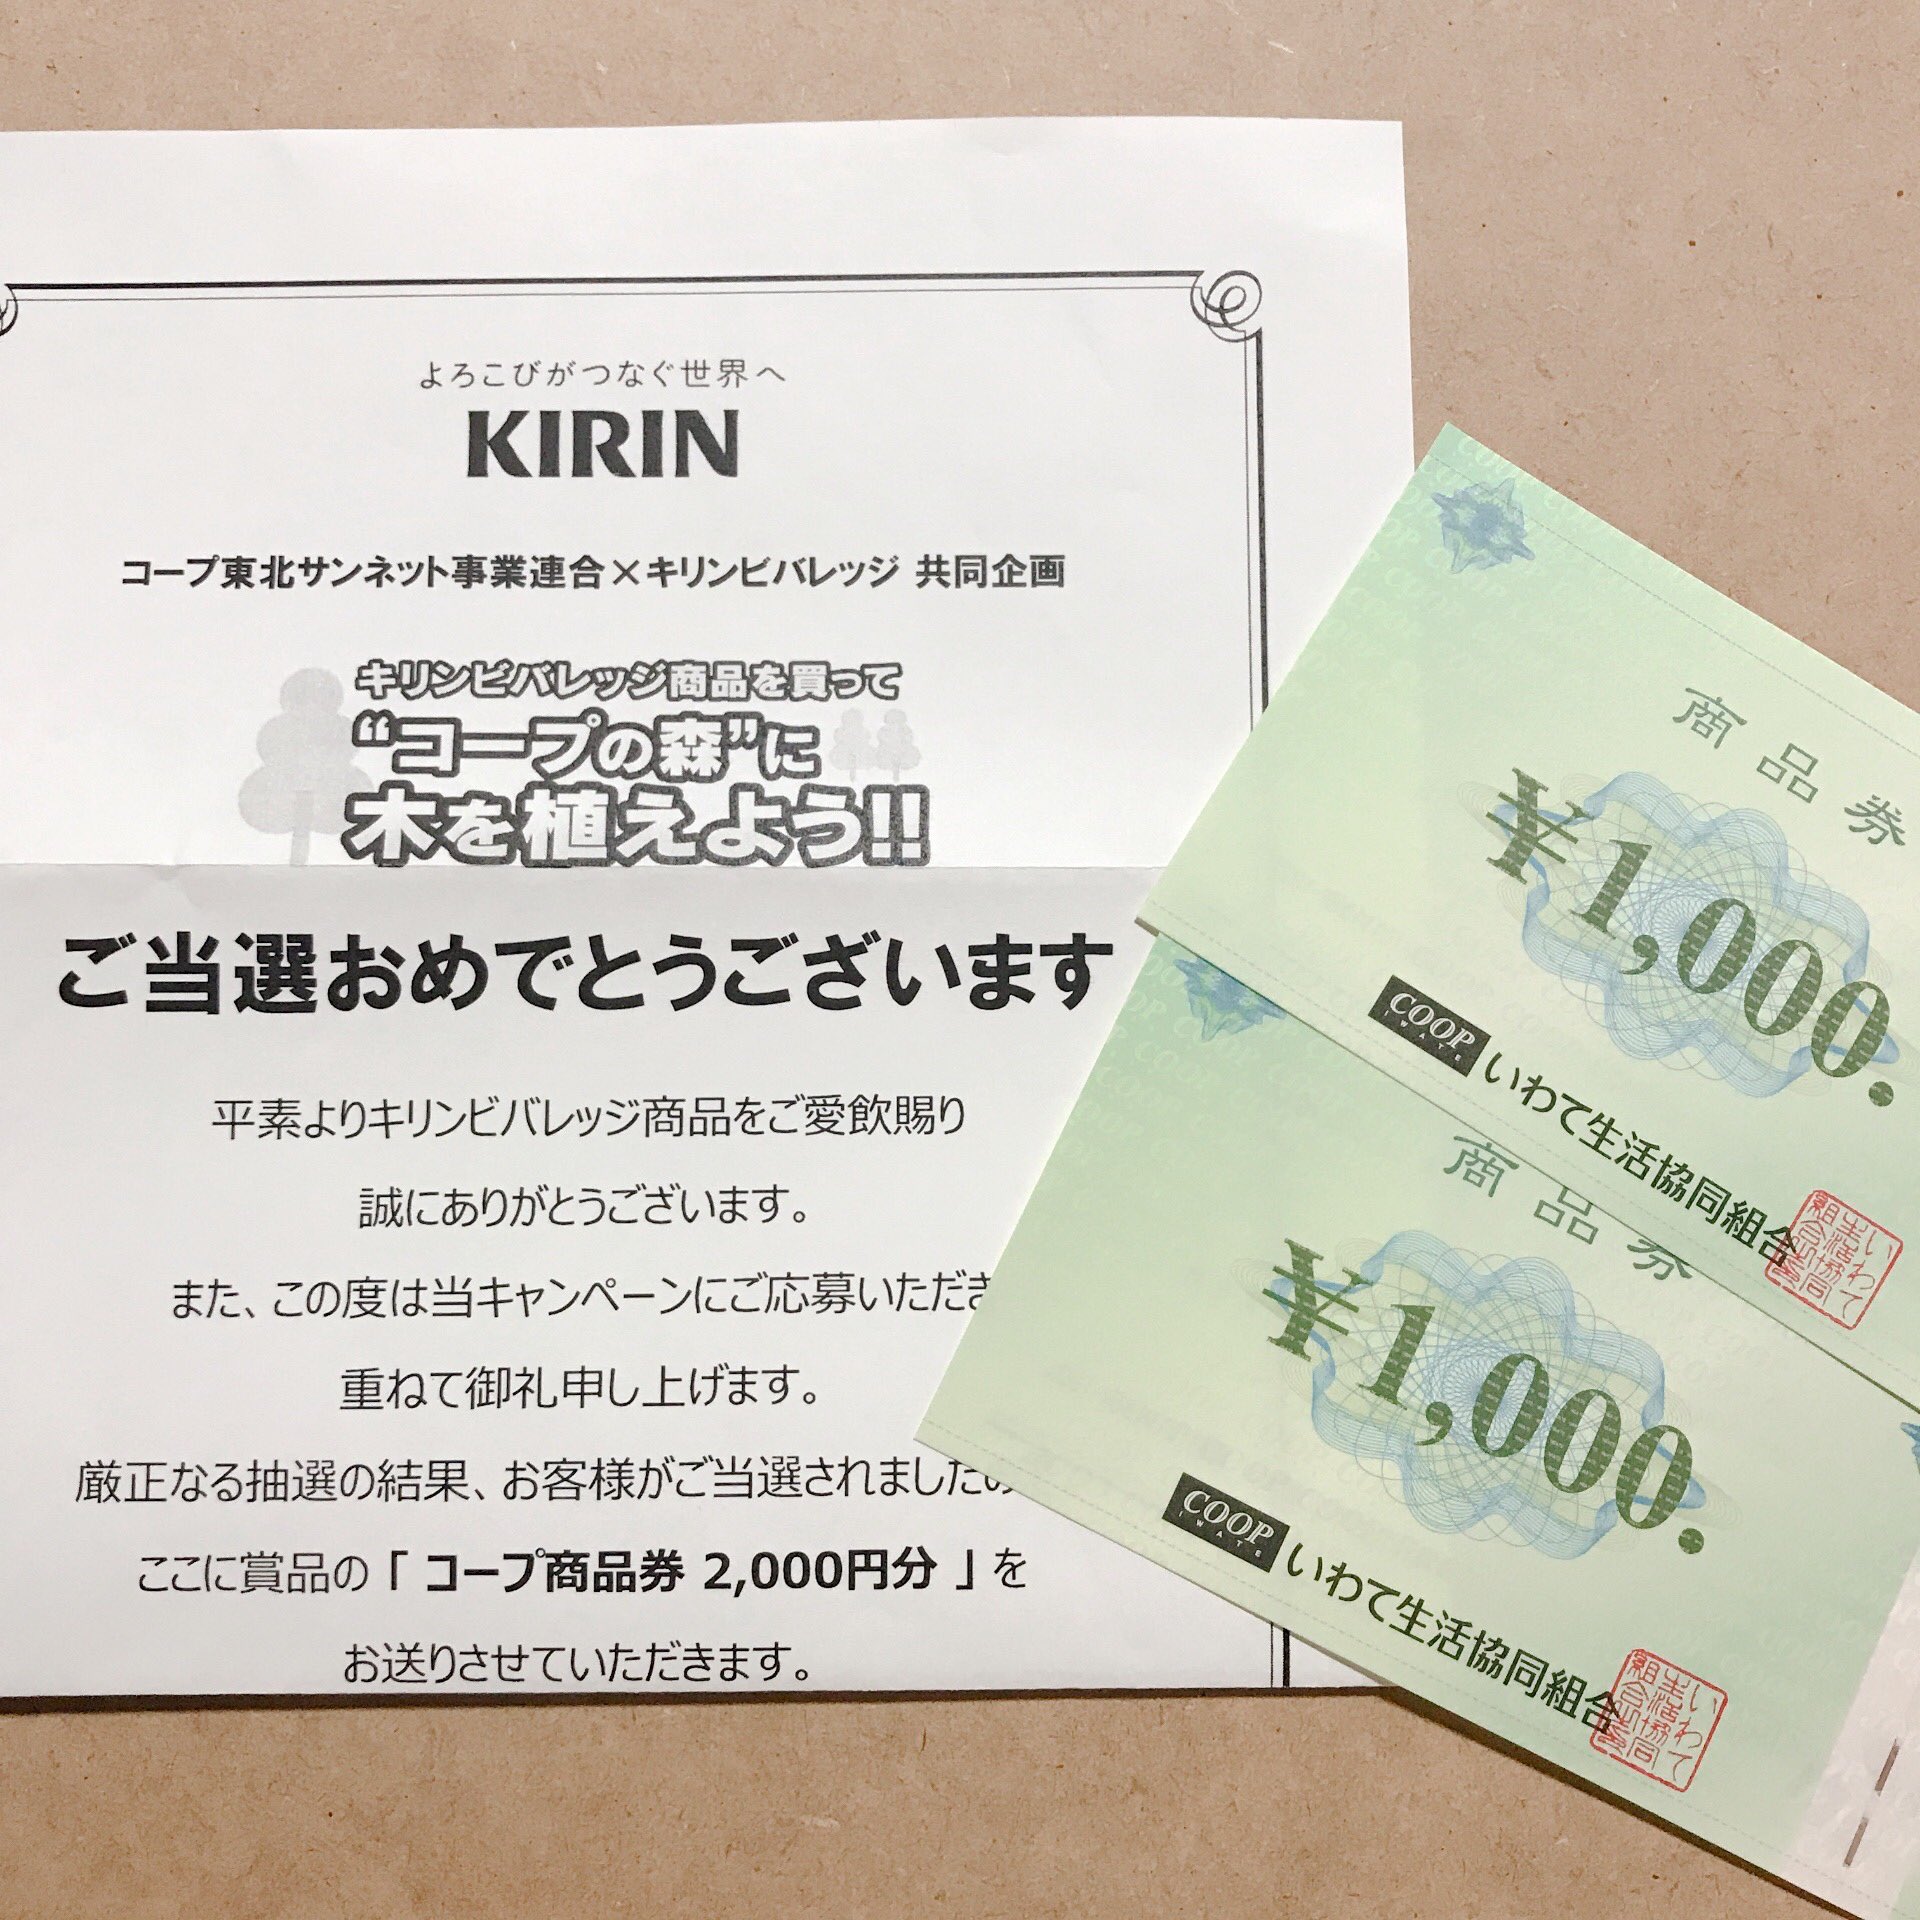 よろこびがつなぐ世界へ
KIRIN
コープ東北サンネット事業連合×キリンビバレッジ 共同企画
キリンビバレッジ商品を買って
“コープの森”に
木を植えよう!!
ご当選おめでとうございます
平素よりキリンビバレッジ商品をご愛飲賜り
誠にありがとうございます。
また、この度は当キャンペーンにご応募いただき
重ねて御礼申し上げます。
厳正なる抽選の結果、お客様がご当選されましたの
ここに賞品の「 コープ商品券 2,000円分 」を
お送りさせていただきます。
商品券
¥1,000.
COOP
IWATE
いわて生活協同組合
商品券
¥1,000.
COOP
IWATE
いわて生活協同組合